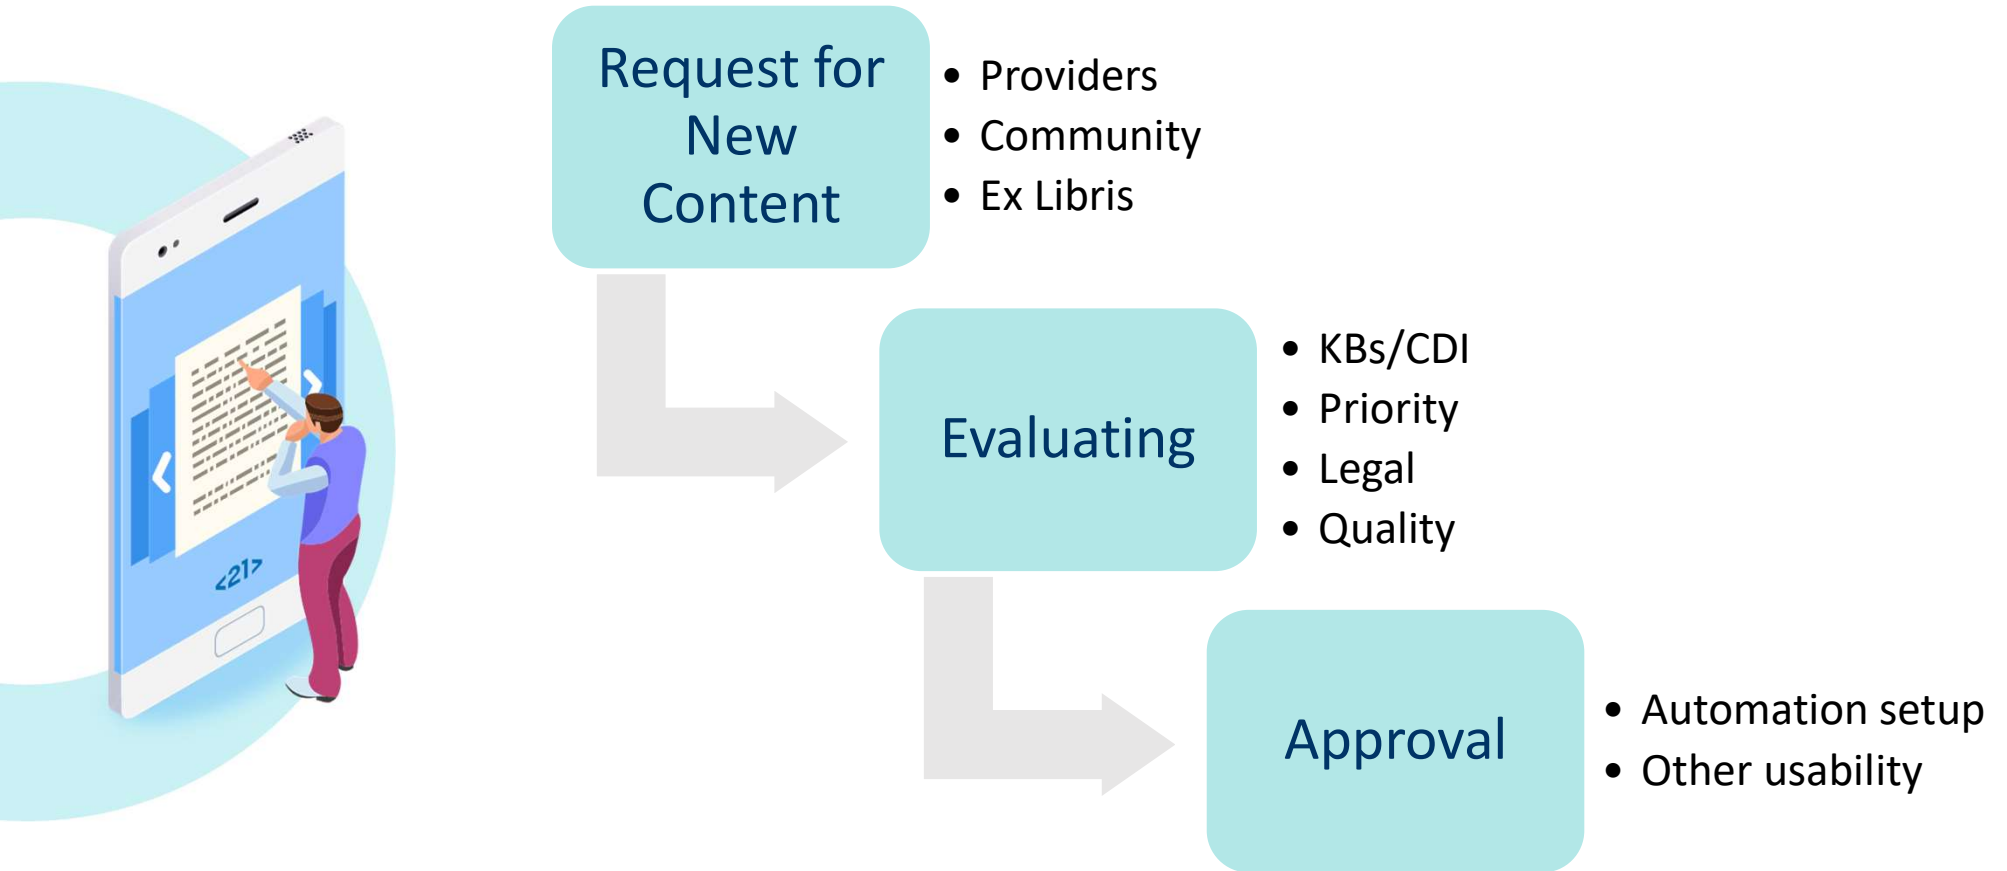 Request for
New
Content
• Providers
• Community
• Ex Libris
Evaluating
• KBs/CDI
• Priority
• Legal
• Quality
Approval
• Automation setup
• Other usability
<21>